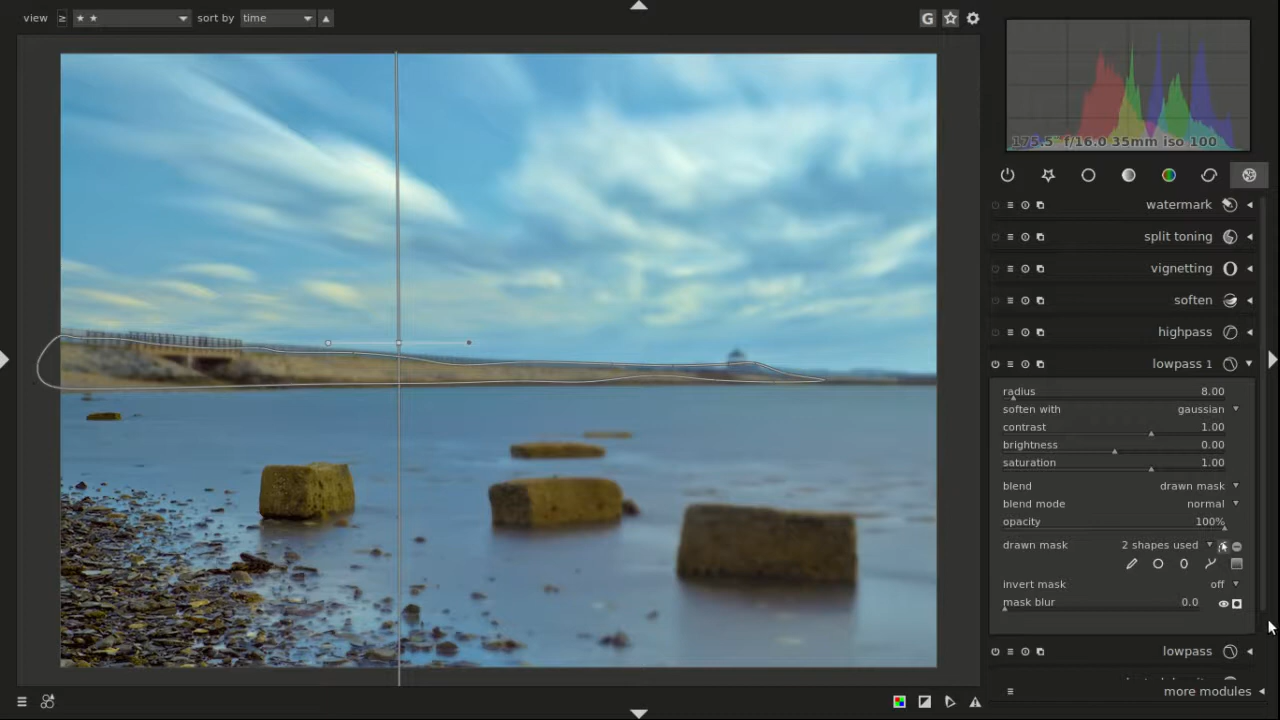 view ≥ ★ ★ sort by time
G
175.5" f/16.0 35mm iso 100
watermark
split toning
vignetting
soften
highpass
lowpass 1
radius 8.00
soften with gaussian
contrast 1.00
brightness 0.00
saturation 1.00
blend drawn mask
blend mode normal
opacity 100%
drawn mask 2 shapes used
invert mask off
mask blur 0.0
lowpass
more modules